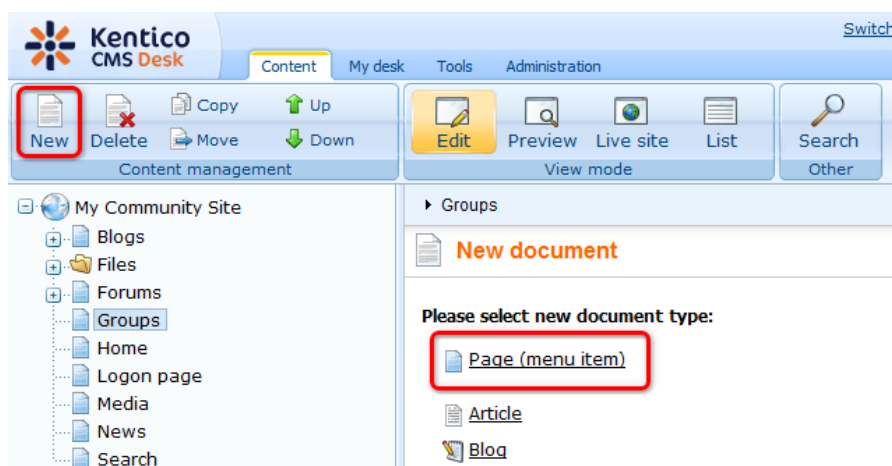 Switch
Kentico
CMS Desk
Content My desk Tools Administration
New Delete Copy Move Up Down
Content management
Edit Preview Live site List
View mode
Search
Other
My Community Site
Blogs
Files
Forums
Groups
Home
Logon page
Media
News
Search
Groups
New document
Please select new document type:
Page (menu item)
Article
Blog